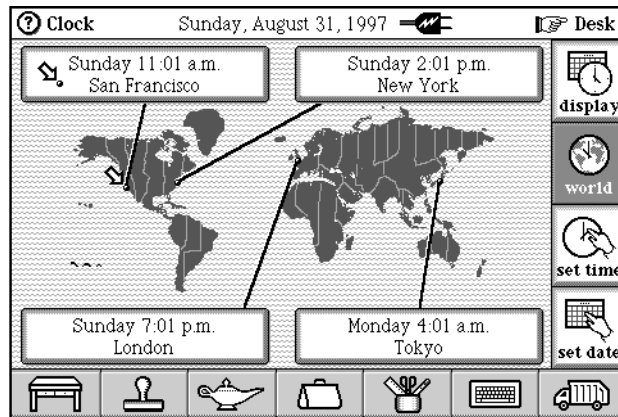 Clock
Sunday, August 31, 1997
Desk
Sunday 11:01 a.m.
San Francisco
Sunday 2:01 p.m.
New York
display
world
set time
Sunday 7:01 p.m.
London
Monday 4:01 a.m.
Tokyo
set date